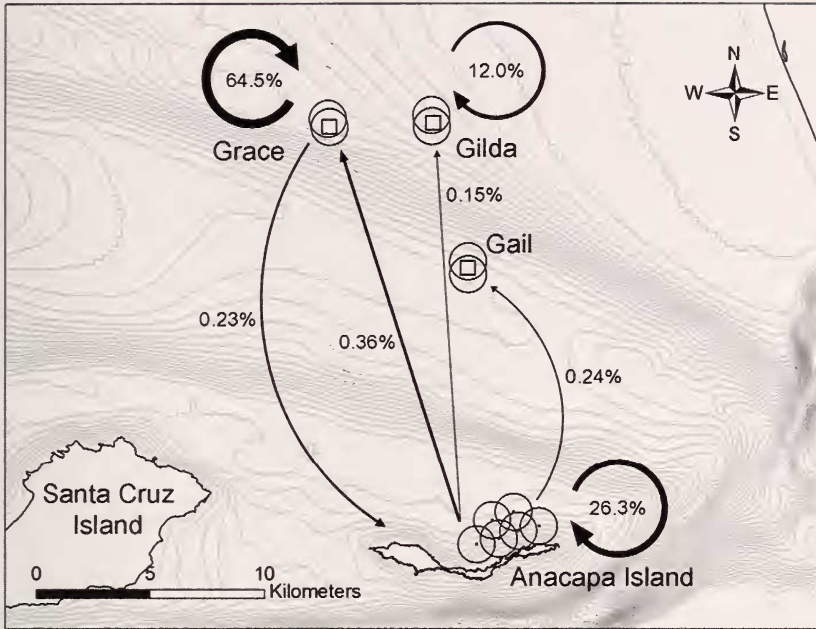 64.5%
12.0%
N
W E
S
Grace
Gilda
0.15%
Gail
0.23%
0.36%
0.24%
Santa Cruz
Island
26.3%
0 5 10
Kilometers
Anacapa Island